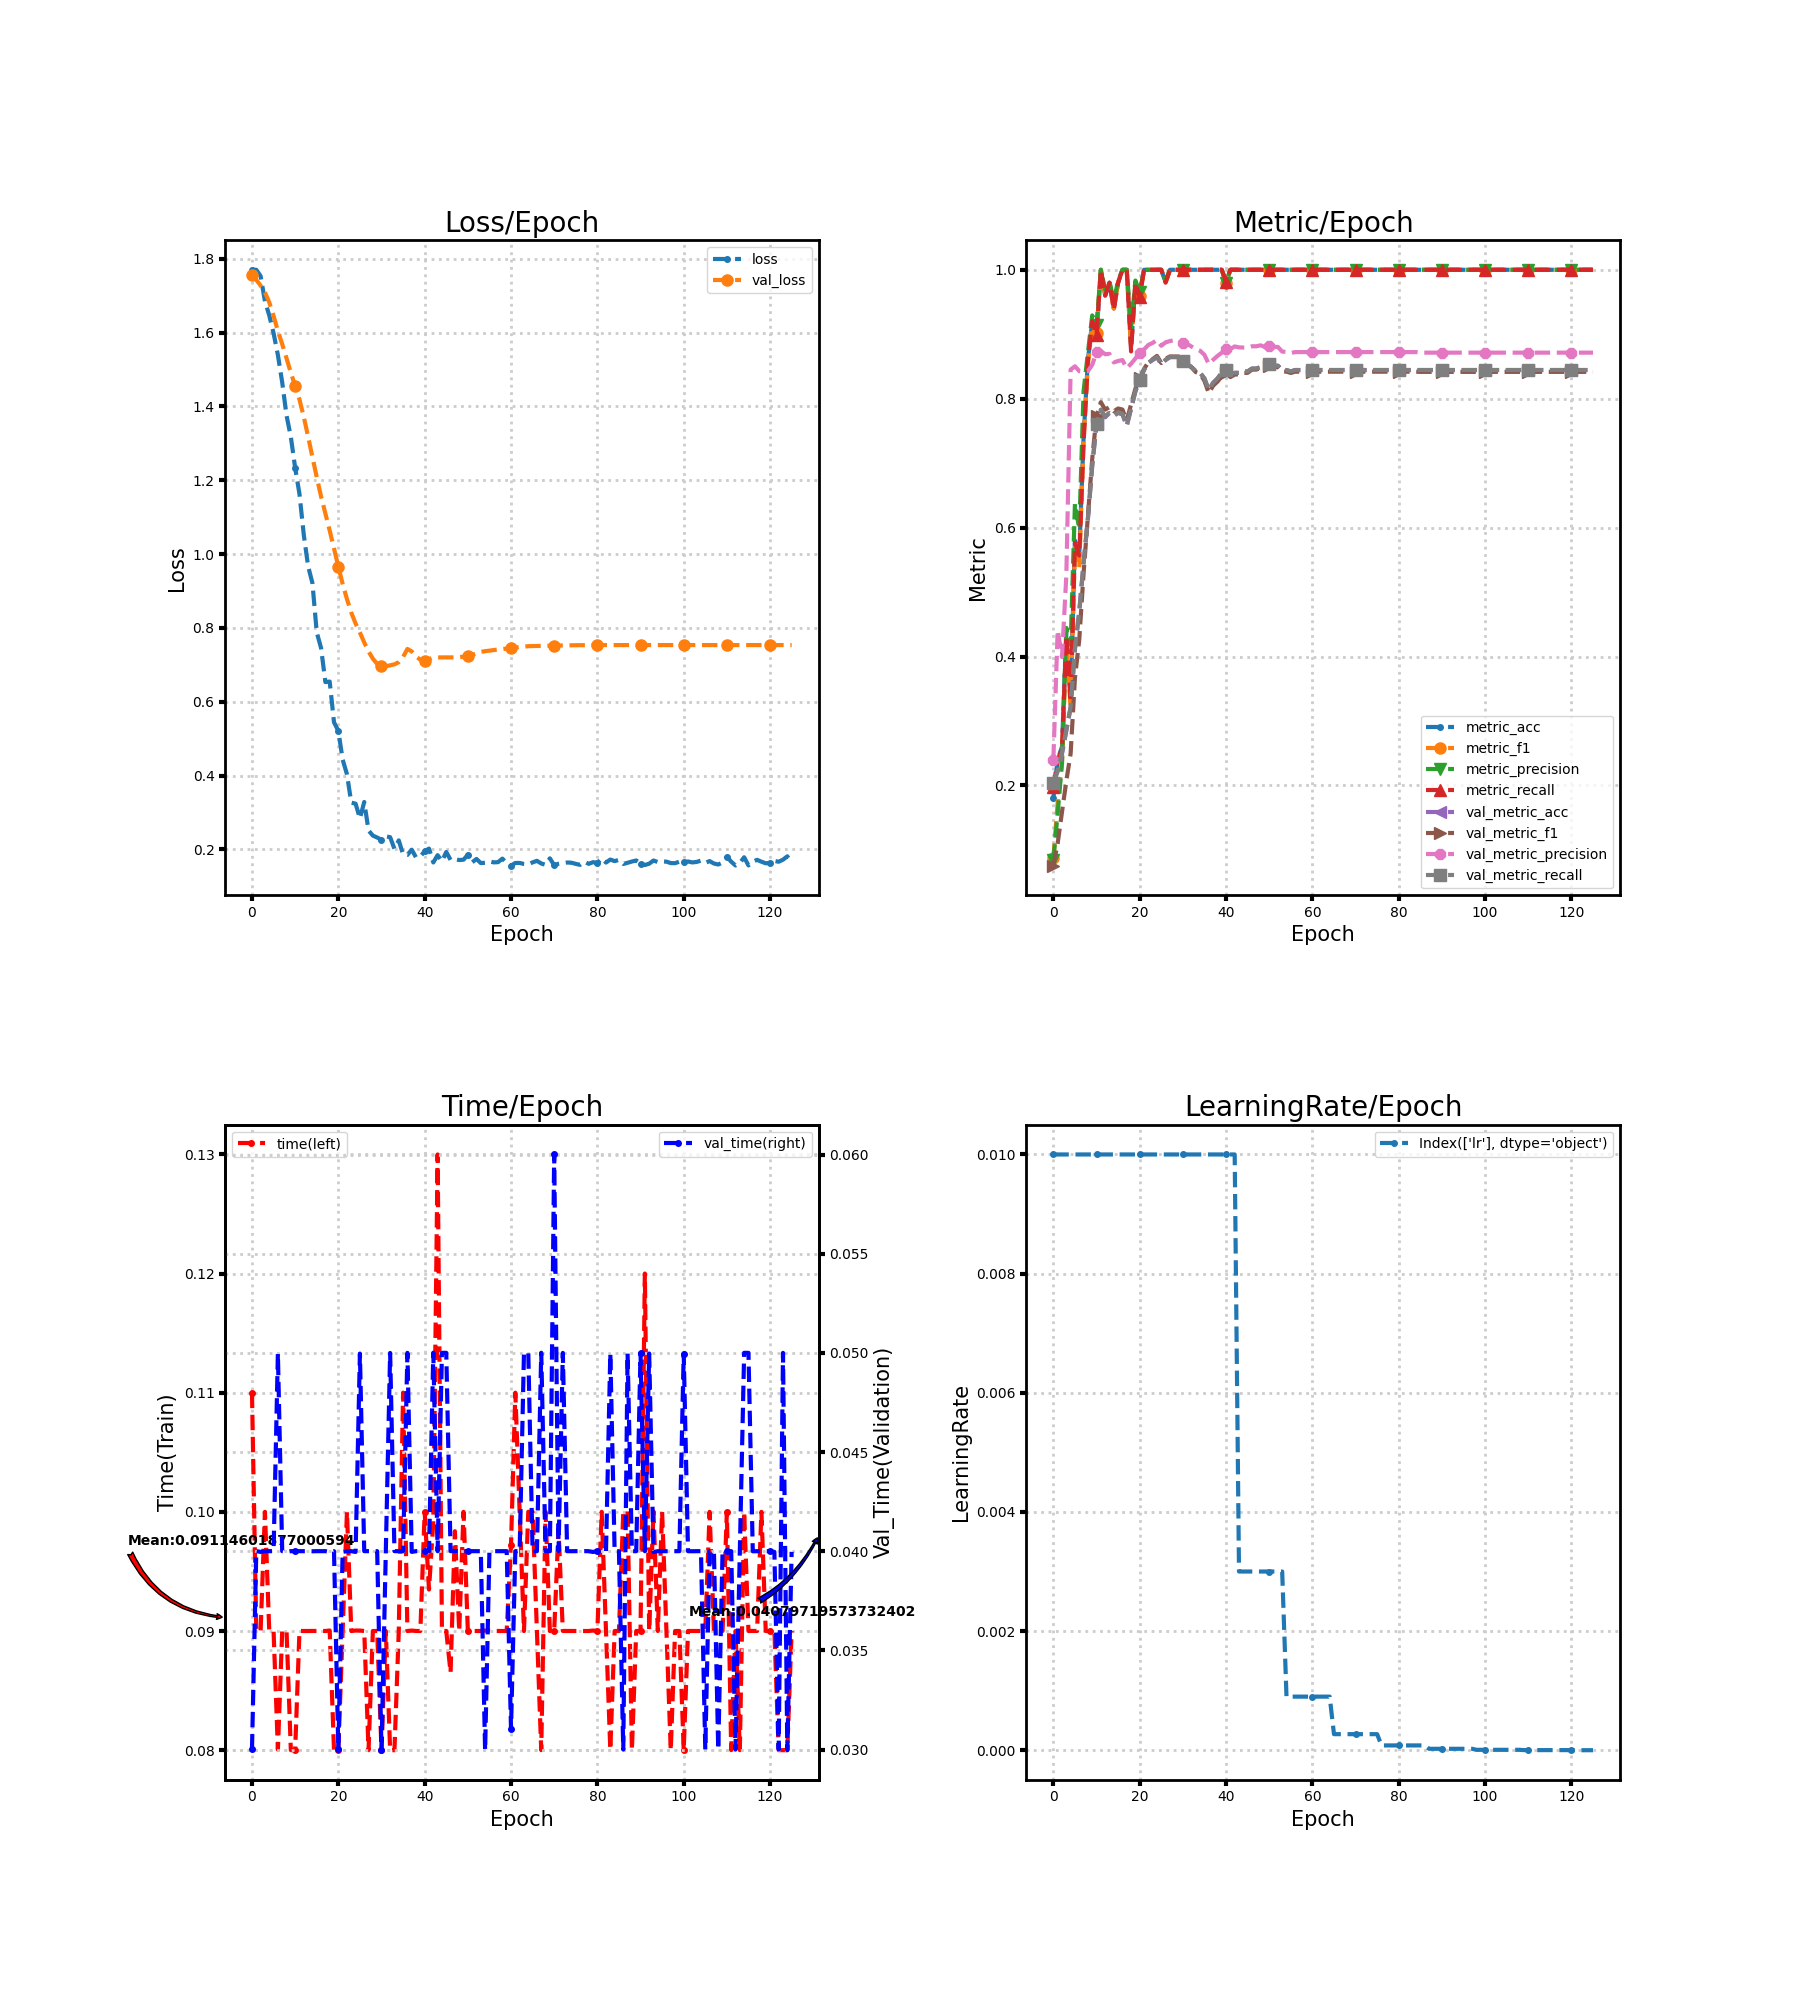 Loss/Epoch
1.8
1.6
1.4
1.2
1.0
0.8
0.6
0.4
0.2
Loss
loss
val_loss
0 20 40 60 80 100 120
Epoch
Metric/Epoch
1.0
0.8
0.6
0.4
0.2
Metric
metric_acc
metric_f1
metric_precision
metric_recall
val_metric_acc
val_metric_f1
val_metric_precision
val_metric_recall
0 20 40 60 80 100 120
Epoch
Time/Epoch
0.13
0.12
0.11
0.10
0.09
0.08
Time(Train)
time(left)
val_time(right)
0.060
0.055
0.050
0.045
0.040
0.035
0.030
Val_Time(Validation)
Mean:0.09114601877000594
Mean:0.04079719573732402
0 20 40 60 80 100 120
Epoch
LearningRate/Epoch
0.010
0.008
0.006
0.004
0.002
0.000
LearningRate
Index(['lr'], dtype='object')
0 20 40 60 80 100 120
Epoch